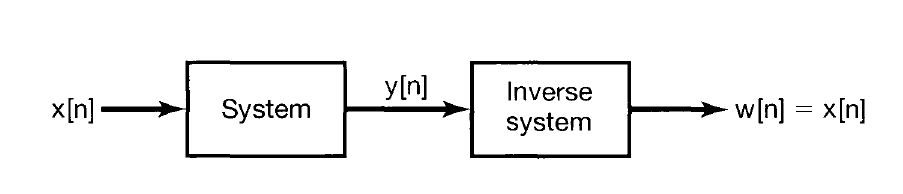 x[n]
System
y[n]
Inverse
system
w[n] = x[n]